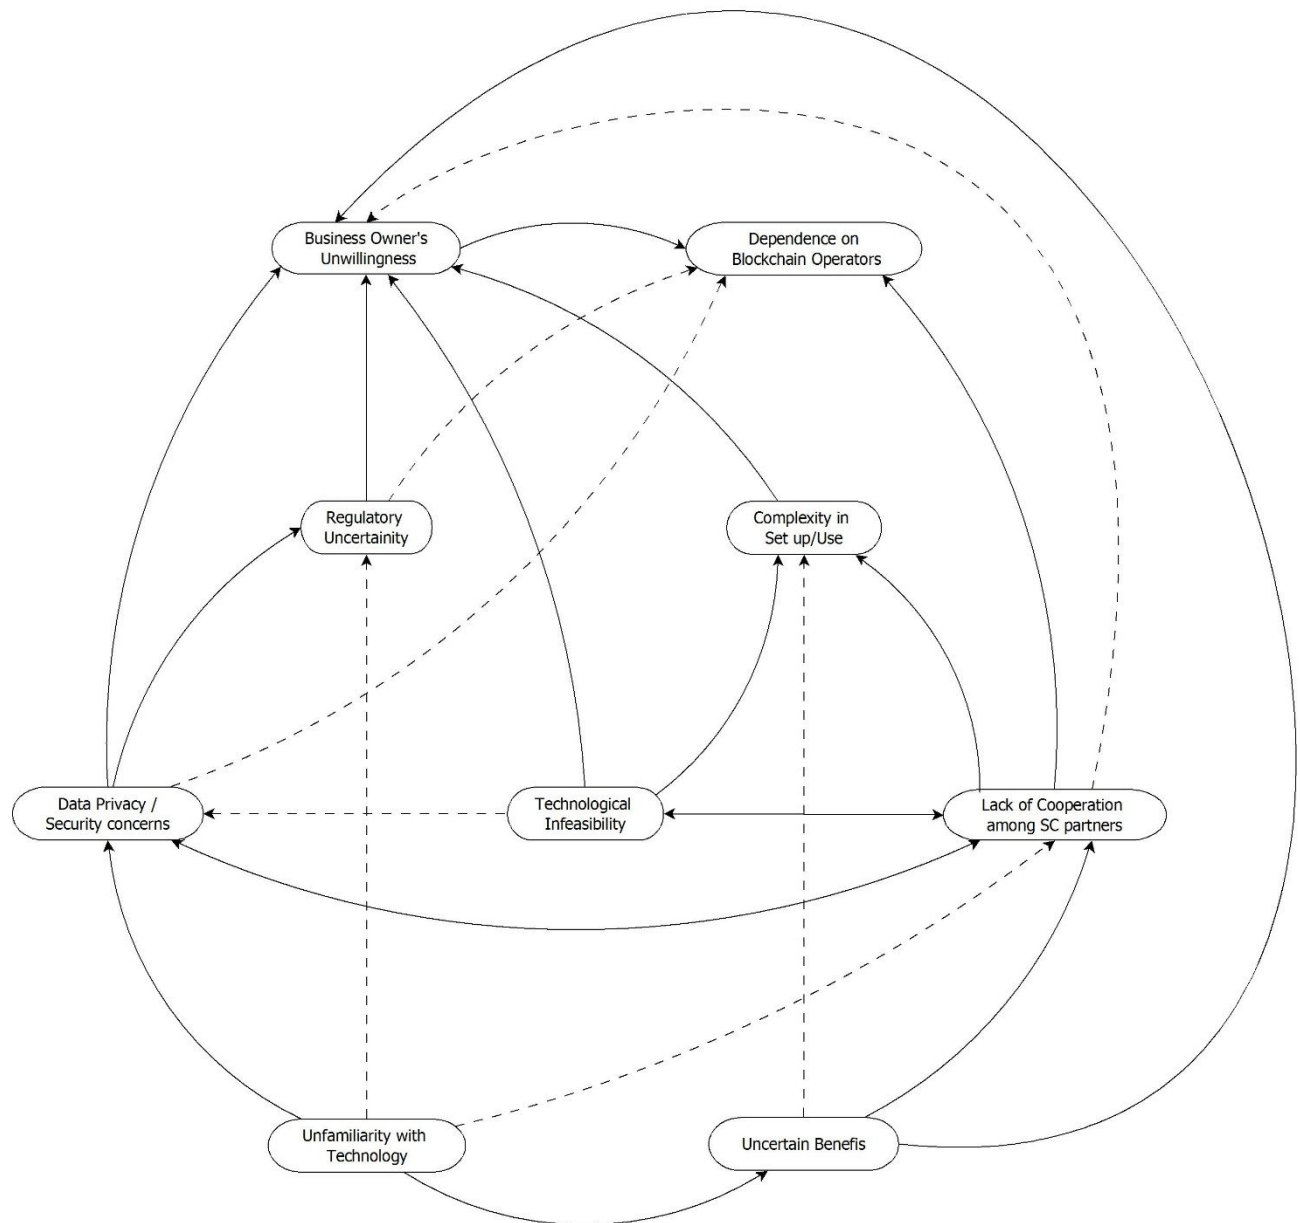 Business Owner's
Unwillingness
Dependence on
Blockchain Operators
Regulatory
Uncertainity
Complexity in
Set up/Use
Data Privacy /
Security concerns
Technological
Infeasibility
Lack of Cooperation
among SC partners
Unfamiliarity with
Technology
Uncertain Benefis